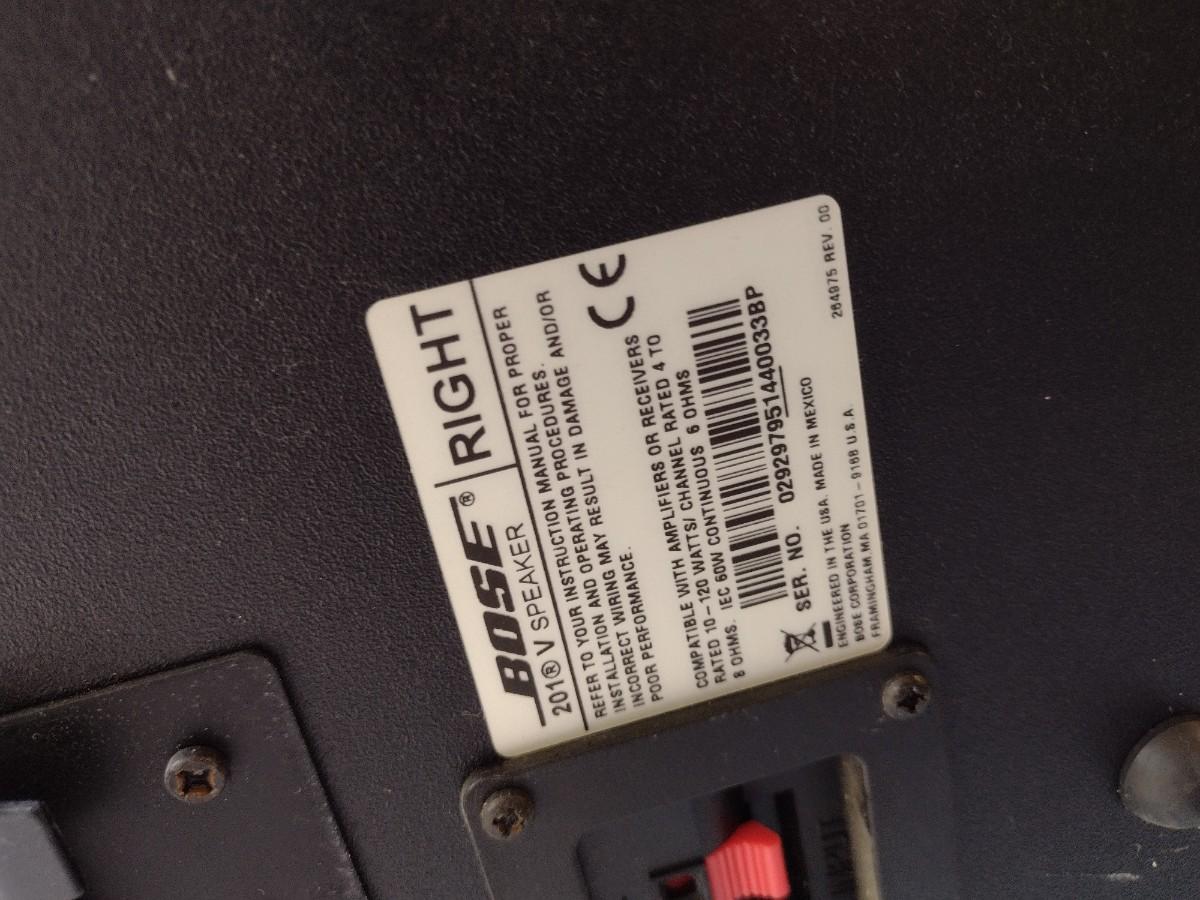 BOSE® RIGHT
201® V SPEAKER
REFER TO YOUR INSTRUCTION MANUAL FOR PROPER
INSTALLATION AND OPERATING PROCEDURES.
INCORRECT WIRING MAY RESULT IN DAMAGE AND/OR
POOR PERFORMANCE.
CE
COMPATIBLE WITH AMPLIFIERS OR RECEIVERS
RATED 10-120 WATTS/ CHANNEL RATED 4 TO
8 OHMS. IEC 60W CONTINUOUS 6 OHMS
SER. NO. 029297951440033BP
ENGINEERED IN THE USA. MADE IN MEXICO
BOSE CORPORATION
FRAMINGHAM, MA 01701-9168 U.S.A.
264975 REV. 00